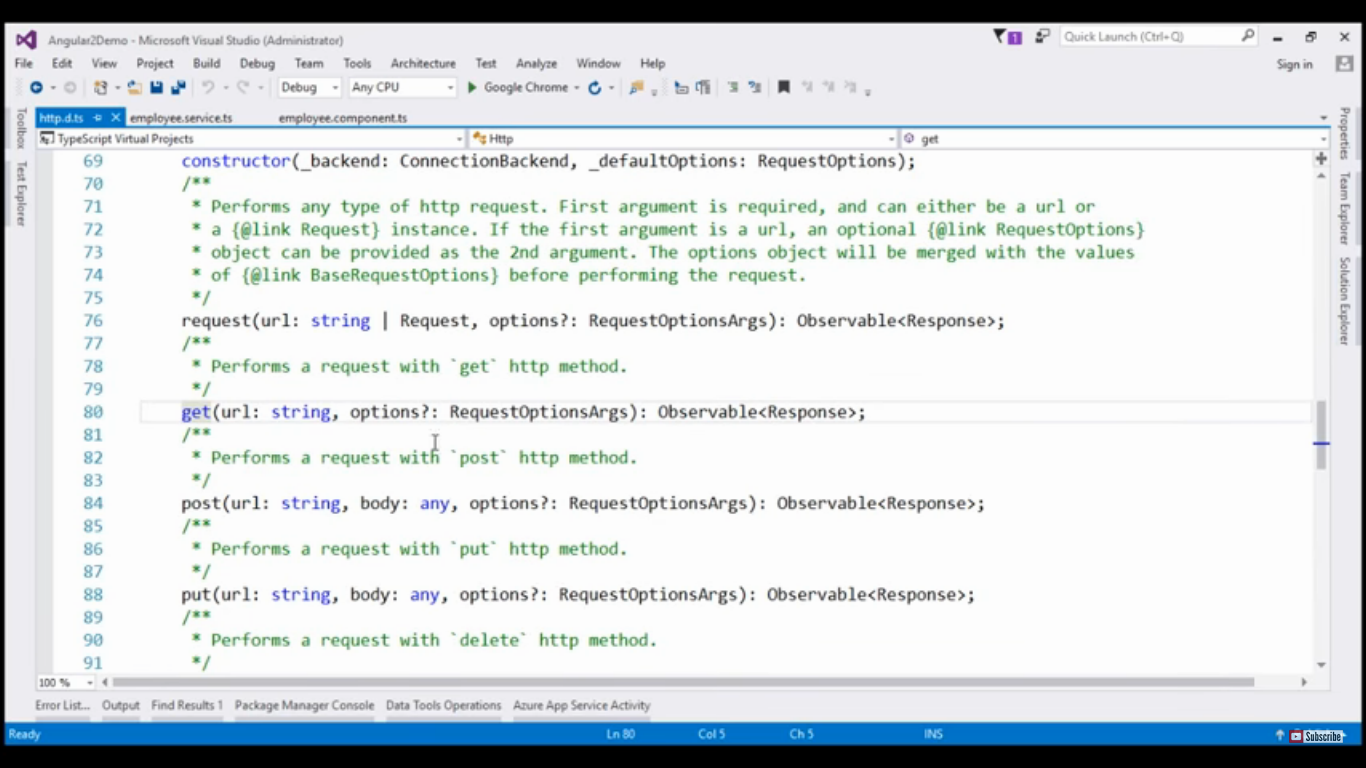 Angular2Demo - Microsoft Visual Studio (Administrator)
1
Quick Launch (Ctrl+Q)
File Edit View Project Build Debug Team Tools Architecture Test Analyze Window Help
Sign in
Debug Any CPU Google Chrome
http.d.ts employee.service.ts employee.component.ts
TypeScript Virtual Projects Http get
Toolbox
Test Explorer
69 constructor(_backend: ConnectionBackend, _defaultOptions: RequestOptions);
70 /**
71 * Performs any type of http request. First argument is required, and can either be a url or
72 * a {@link Request} instance. If the first argument is a url, an optional {@link RequestOptions}
73 * object can be provided as the 2nd argument. The options object will be merged with the values
74 * of {@link BaseRequestOptions} before performing the request.
75 */
76 request(url: string | Request, options?: RequestOptionsArgs): Observable<Response>;
77 /**
78 * Performs a request with `get` http method.
79 */
80 get(url: string, options?: RequestOptionsArgs): Observable<Response>;
81 /**
82 * Performs a request with `post` http method.
83 */
84 post(url: string, body: any, options?: RequestOptionsArgs): Observable<Response>;
85 /**
86 * Performs a request with `put` http method.
87 */
88 put(url: string, body: any, options?: RequestOptionsArgs): Observable<Response>;
89 /**
90 * Performs a request with `delete` http method.
91 */
Properties
Team Explorer
Solution Explorer
100 %
Error List... Output Find Results 1 Package Manager Console Data Tools Operations Azure App Service Activity
Ready Ln 80 Col 5 Ch 5 INS
Subscribe